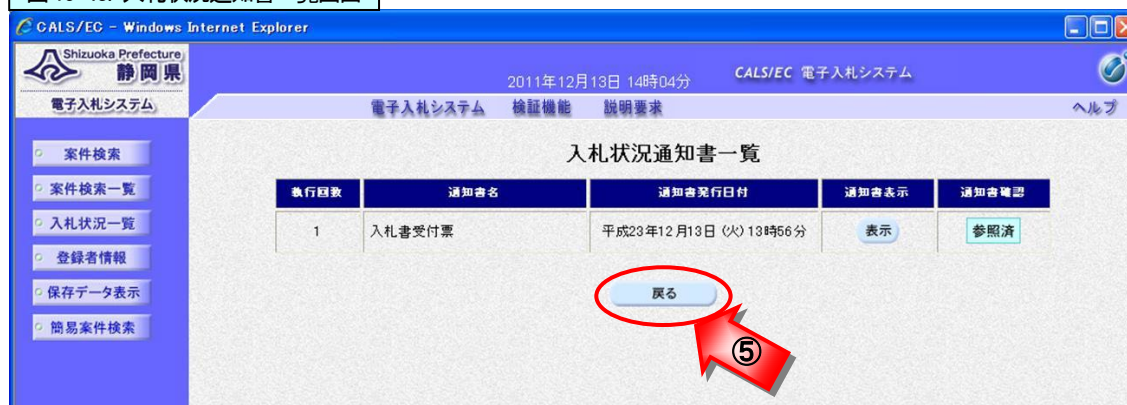 CALS/EC - Windows Internet Explorer
Shizuoka Prefecture
静岡県
2011年12月13日 14時04分
CALS/EC 電子入札システム
電子入札システム
電子入札システム 検証機能 説明要求
ヘルプ
案件検索
案件検索一覧
入札状況一覧
登録者情報
保存データ表示
簡易案件検索
入札状況通知書一覧
執行回数 通知書名 通知書発行日付 通知書表示 通知書確認
1 入札書受付票 平成23年12月13日 (火) 13時56分 表示 参照済
戻る
⑤